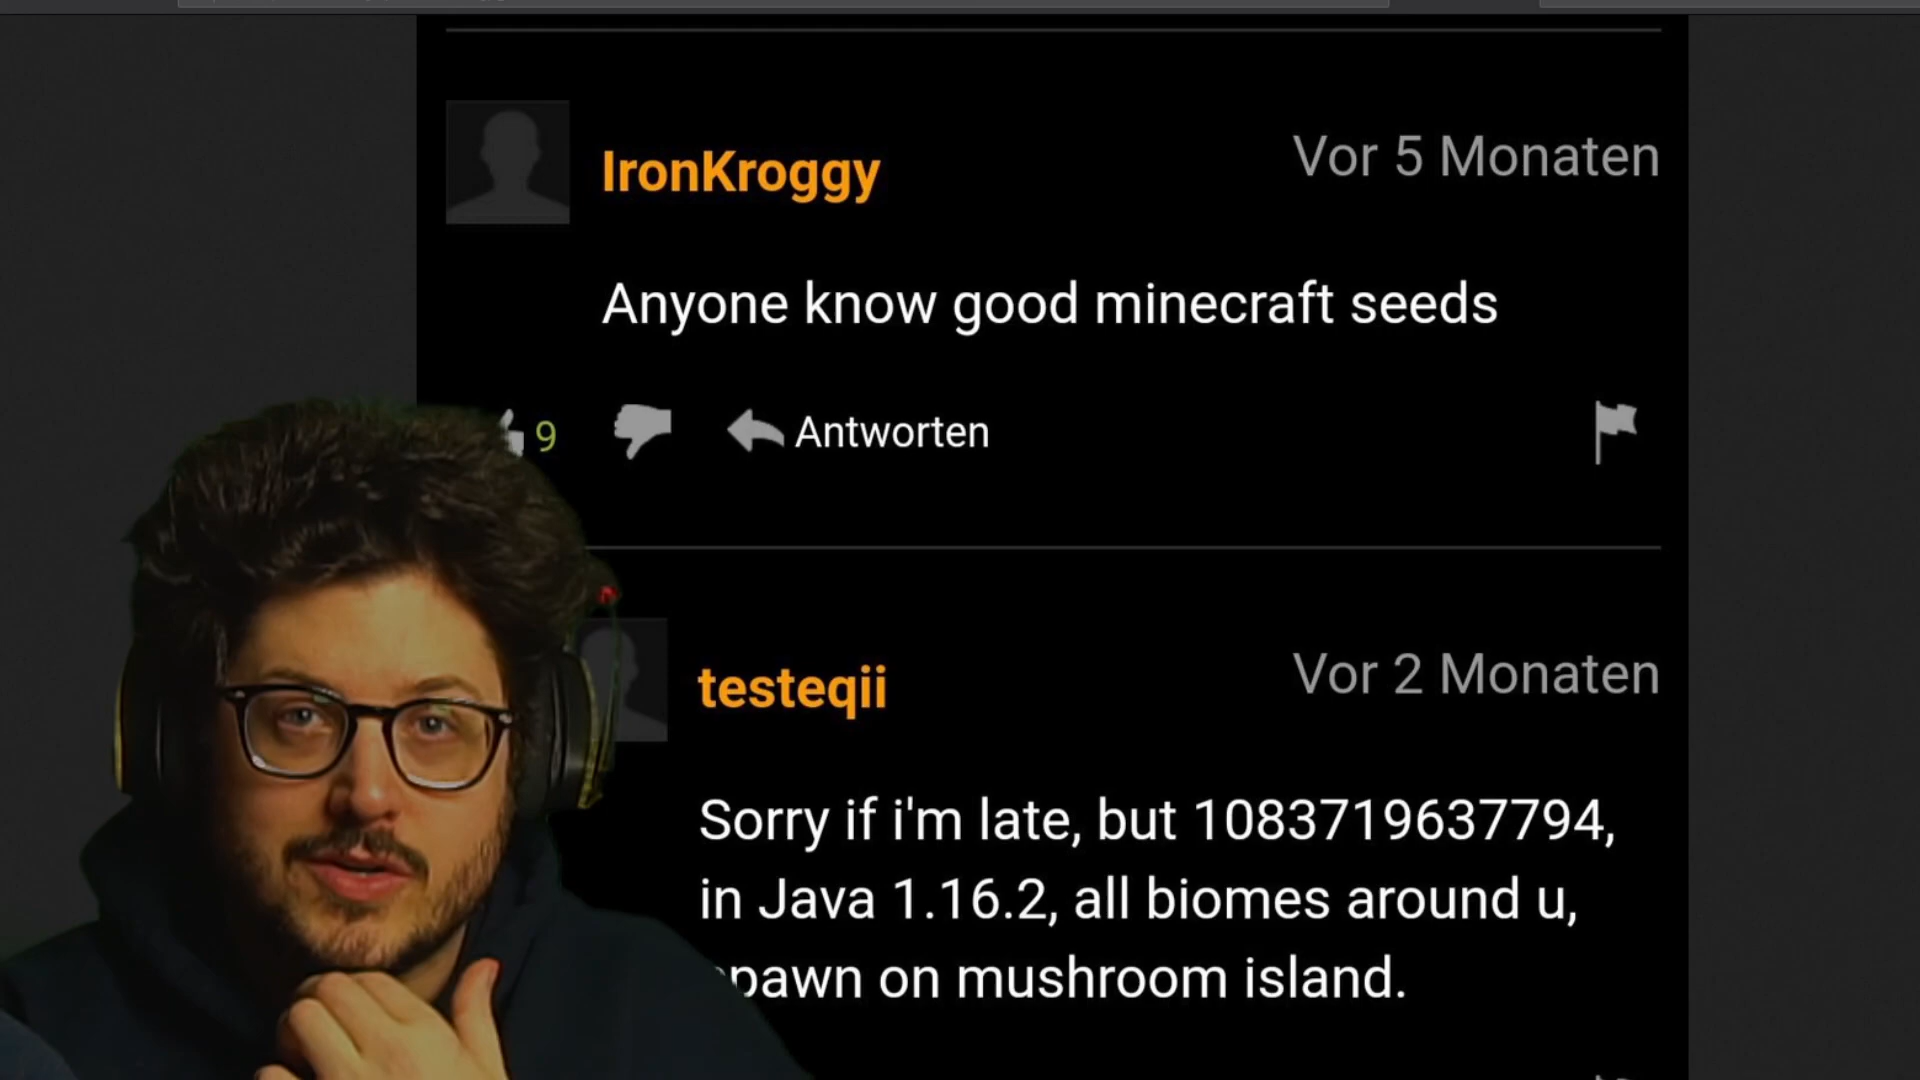 IronKroggy
Vor 5 Monaten
Anyone know good minecraft seeds
9
Antworten
testeqii
Vor 2 Monaten
Sorry if i'm late, but 1083719637794,
in Java 1.16.2, all biomes around u,
pawn on mushroom island.